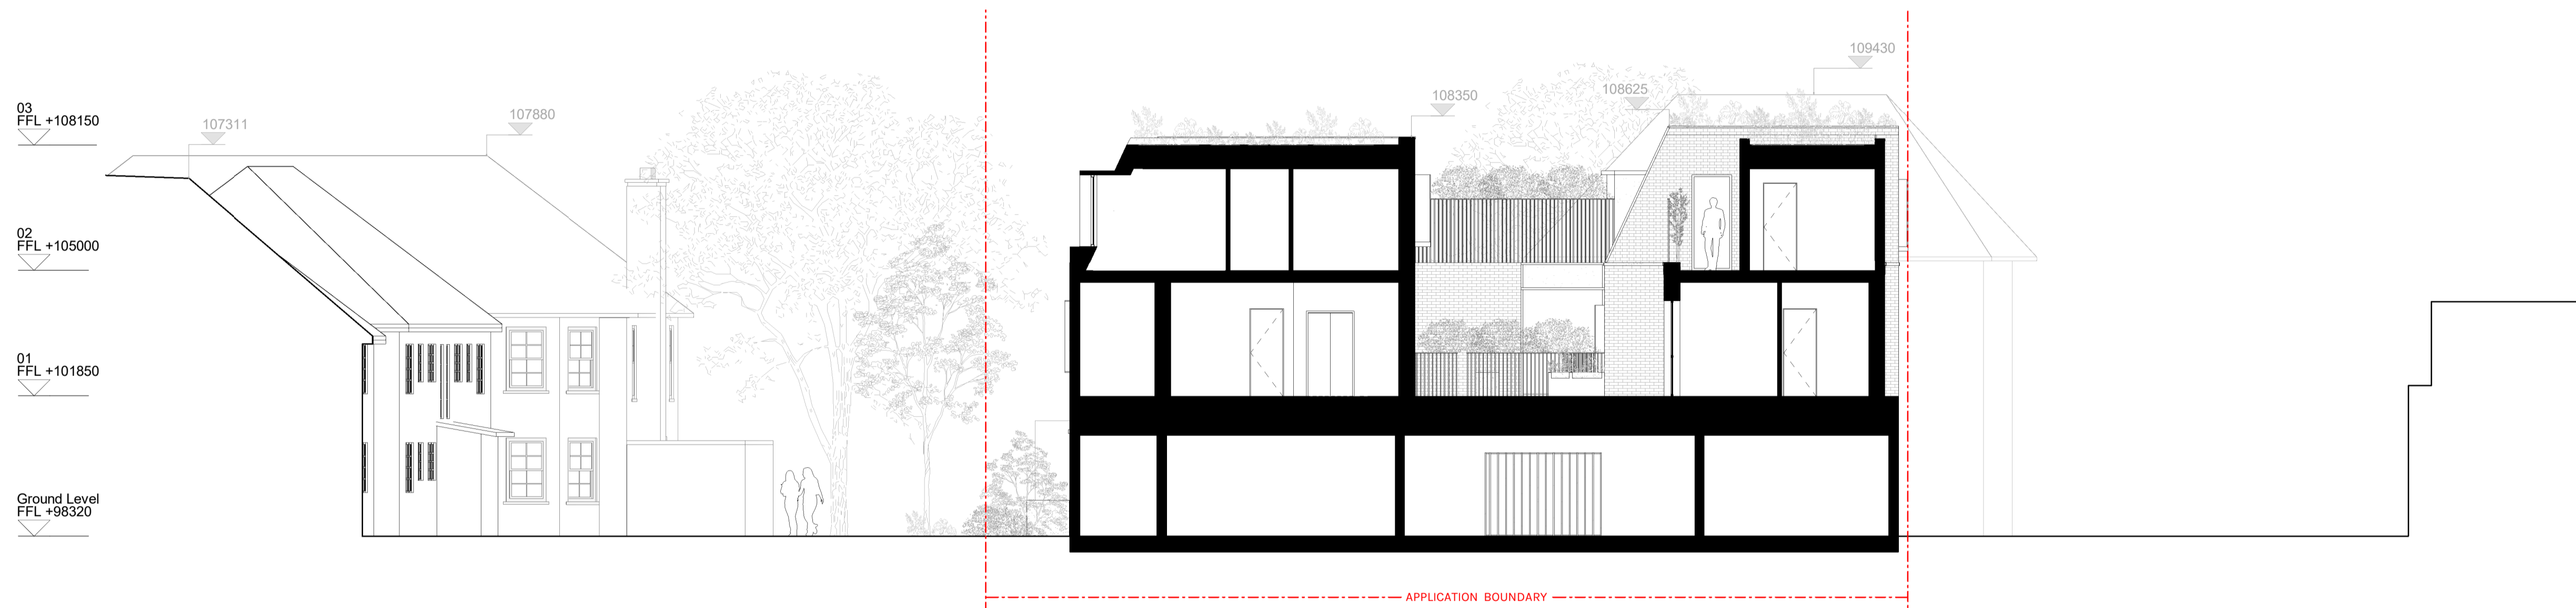 109430
108625
108350
03
FFL +108150
107880
107311
02
FFL +105000
01
FFL +101850
Ground Level
FFL +98320
APPLICATION BOUNDARY